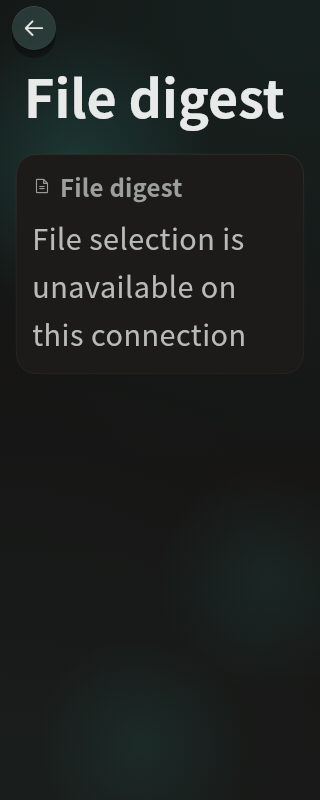 File digest
File digest
File selection is
unavailable on
this connection